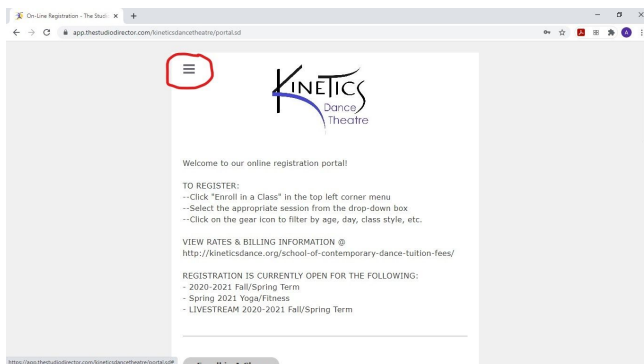 On-Line Registration - The Studi
app.thestudiodirector.com/kineticsdancetheatre/portal.sd
A
KINETICS
Dance
Theatre
Welcome to our online registration portal!
TO REGISTER:
--Click "Enroll in a Class" in the top left corner menu
--Select the appropriate session from the drop-down box
--Click on the gear icon to filter by age, day, class style, etc.
VIEW RATES & BILLING INFORMATION @
http://kineticsdance.org/school-of-contemporary-dance-tuition-fees/
REGISTRATION IS CURRENTLY OPEN FOR THE FOLLOWING:
- 2020-2021 Fall/Spring Term
- Spring 2021 Yoga/Fitness
- LIVESTREAM 2020-2021 Fall/Spring Term
https://app.thestudiodirector.com/kineticsdancetheatre/portal.sd#